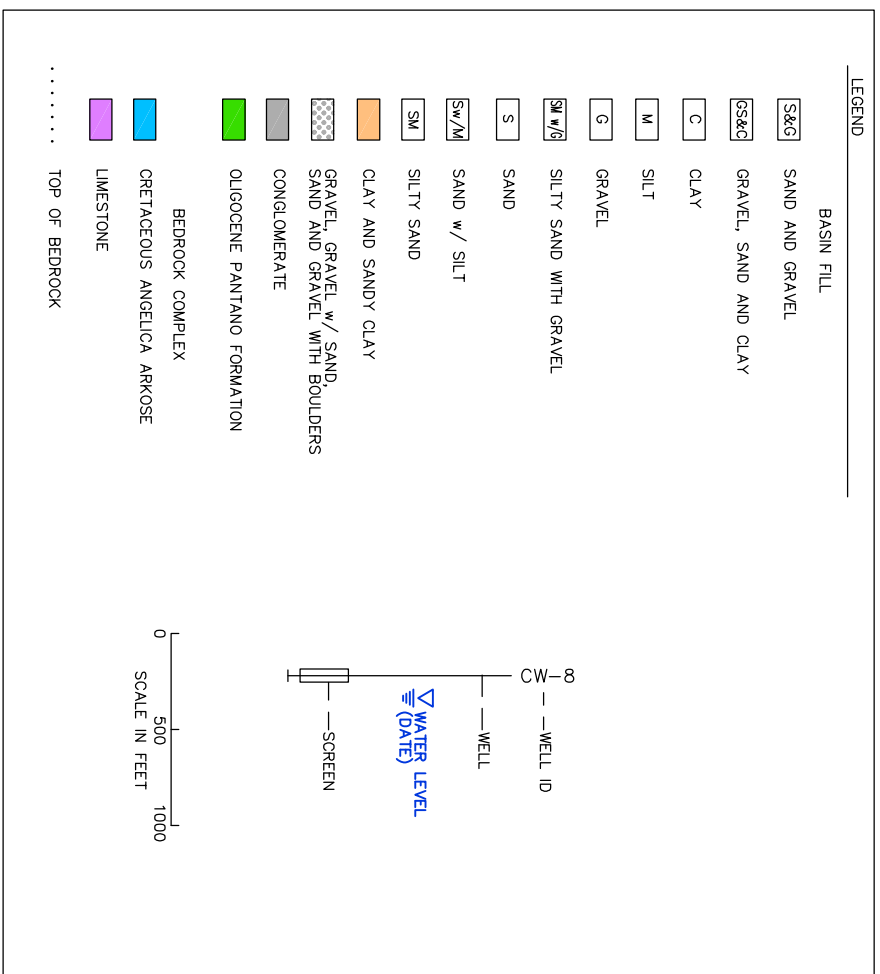 LEGEND
BASIN FILL
S&G SAND AND GRAVEL
GS&C GRAVEL, SAND AND CLAY
C CLAY
M SILT
G GRAVEL
SM w/G SILTY SAND WITH GRAVEL
S SAND
Sw/M SAND w/ SILT
SM SILTY SAND
CLAY AND SANDY CLAY
GRAVEL, GRAVEL w/ SAND,
SAND AND GRAVEL WITH BOULDERS
CONGLOMERATE
OLIGOCENE PANTANO FORMATION
BEDROCK COMPLEX
CRETACEOUS ANGELICA ARKOSE
LIMESTONE
TOP OF BEDROCK
CW-8 WELL ID
WELL
WATER LEVEL
(DATE)
SCREEN
0 500 1000
SCALE IN FEET